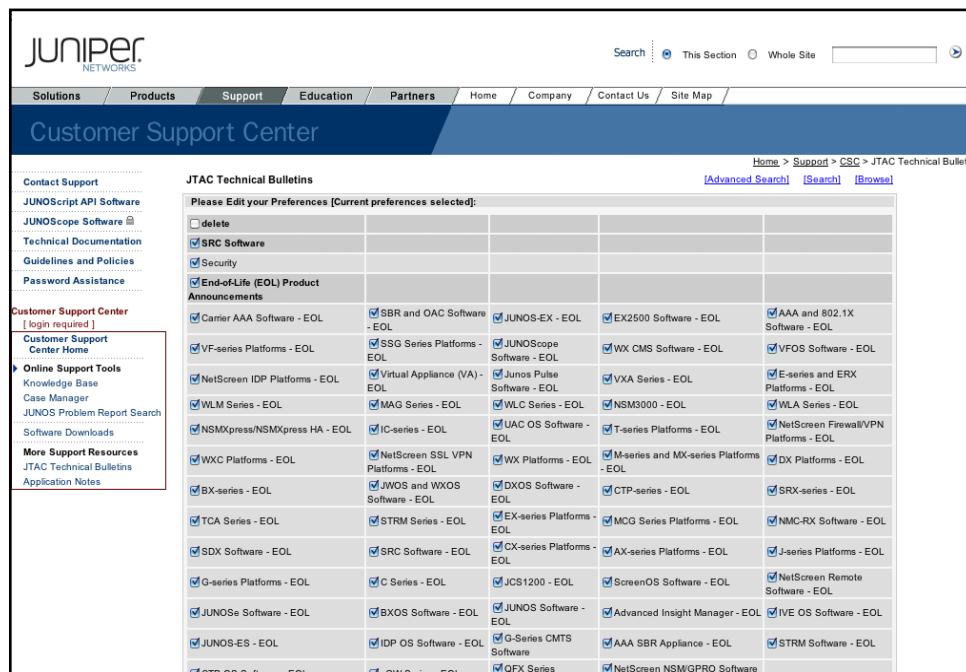 JUNIPER
NETWORKS
Search This Section Whole Site
Solutions Products Support Education Partners Home Company Contact Us Site Map
Customer Support Center
Home > Support > CSC > JTAC Technical Bullet
Contact Support
JUNOScript API Software
JUNOScope Software
Technical Documentation
Guidelines and Policies
Password Assistance
Customer Support Center
[ login required ]
Customer Support
Center Home
Online Support Tools
Knowledge Base
Case Manager
JUNOS Problem Report Search
Software Downloads
More Support Resources
JTAC Technical Bulletins
Application Notes
JTAC Technical Bulletins
[Advanced Search] [Search] [Browse]
Please Edit your Preferences [Current preferences selected]:
delete
SRC Software
Security
End-of-Life (EOL) Product
Announcements
Carrier AAA Software - EOL
SBR and OAC Software
- EOL
JUNOS-EX - EOL
EX2500 Software - EOL
AAA and 802.1X
Software - EOL
VF-series Platforms - EOL
SSG Series Platforms -
EOL
JUNOScope
Software - EOL
WX CMS Software - EOL
VFOS Software - EOL
NetScreen IDP Platforms - EOL
Virtual Appliance (VA) -
EOL
Junos Pulse
Software - EOL
VXA Series - EOL
E-series and ERX
Platforms - EOL
WLM Series - EOL
MAG Series - EOL
WLC Series - EOL
NSM3000 - EOL
WLA Series - EOL
NSMXpress/NSMXpress HA - EOL
IC-series - EOL
UAC OS Software -
EOL
T-series Platforms - EOL
NetScreen Firewall/VPN
Platforms - EOL
WXC Platforms - EOL
NetScreen SSL VPN
Platforms - EOL
WX Platforms - EOL
M-series and MX-series Platforms
- EOL
DX Platforms - EOL
BX-series - EOL
JWOS and WXOS
Software - EOL
DXOS Software -
EOL
CTP-series - EOL
SRX-series - EOL
TCA Series - EOL
STRM Series - EOL
EX-series Platforms -
EOL
MCG Series Platforms - EOL
NMC-RX Software - EOL
SDX Software - EOL
SRC Software - EOL
CX-series Platforms -
EOL
AX-series Platforms - EOL
J-series Platforms - EOL
G-series Platforms - EOL
C Series - EOL
JCS1200 - EOL
ScreenOS Software - EOL
NetScreen Remote
Software - EOL
JUNOSe Software - EOL
BXOS Software - EOL
JUNOS Software -
EOL
Advanced Insight Manager - EOL
IVE OS Software - EOL
JUNOS-ES - EOL
IDP OS Software - EOL
G-Series CMTS
Software
AAA SBR Appliance - EOL
STRM Software - EOL
QFX Series
NetScreen NSM/GPRO Software